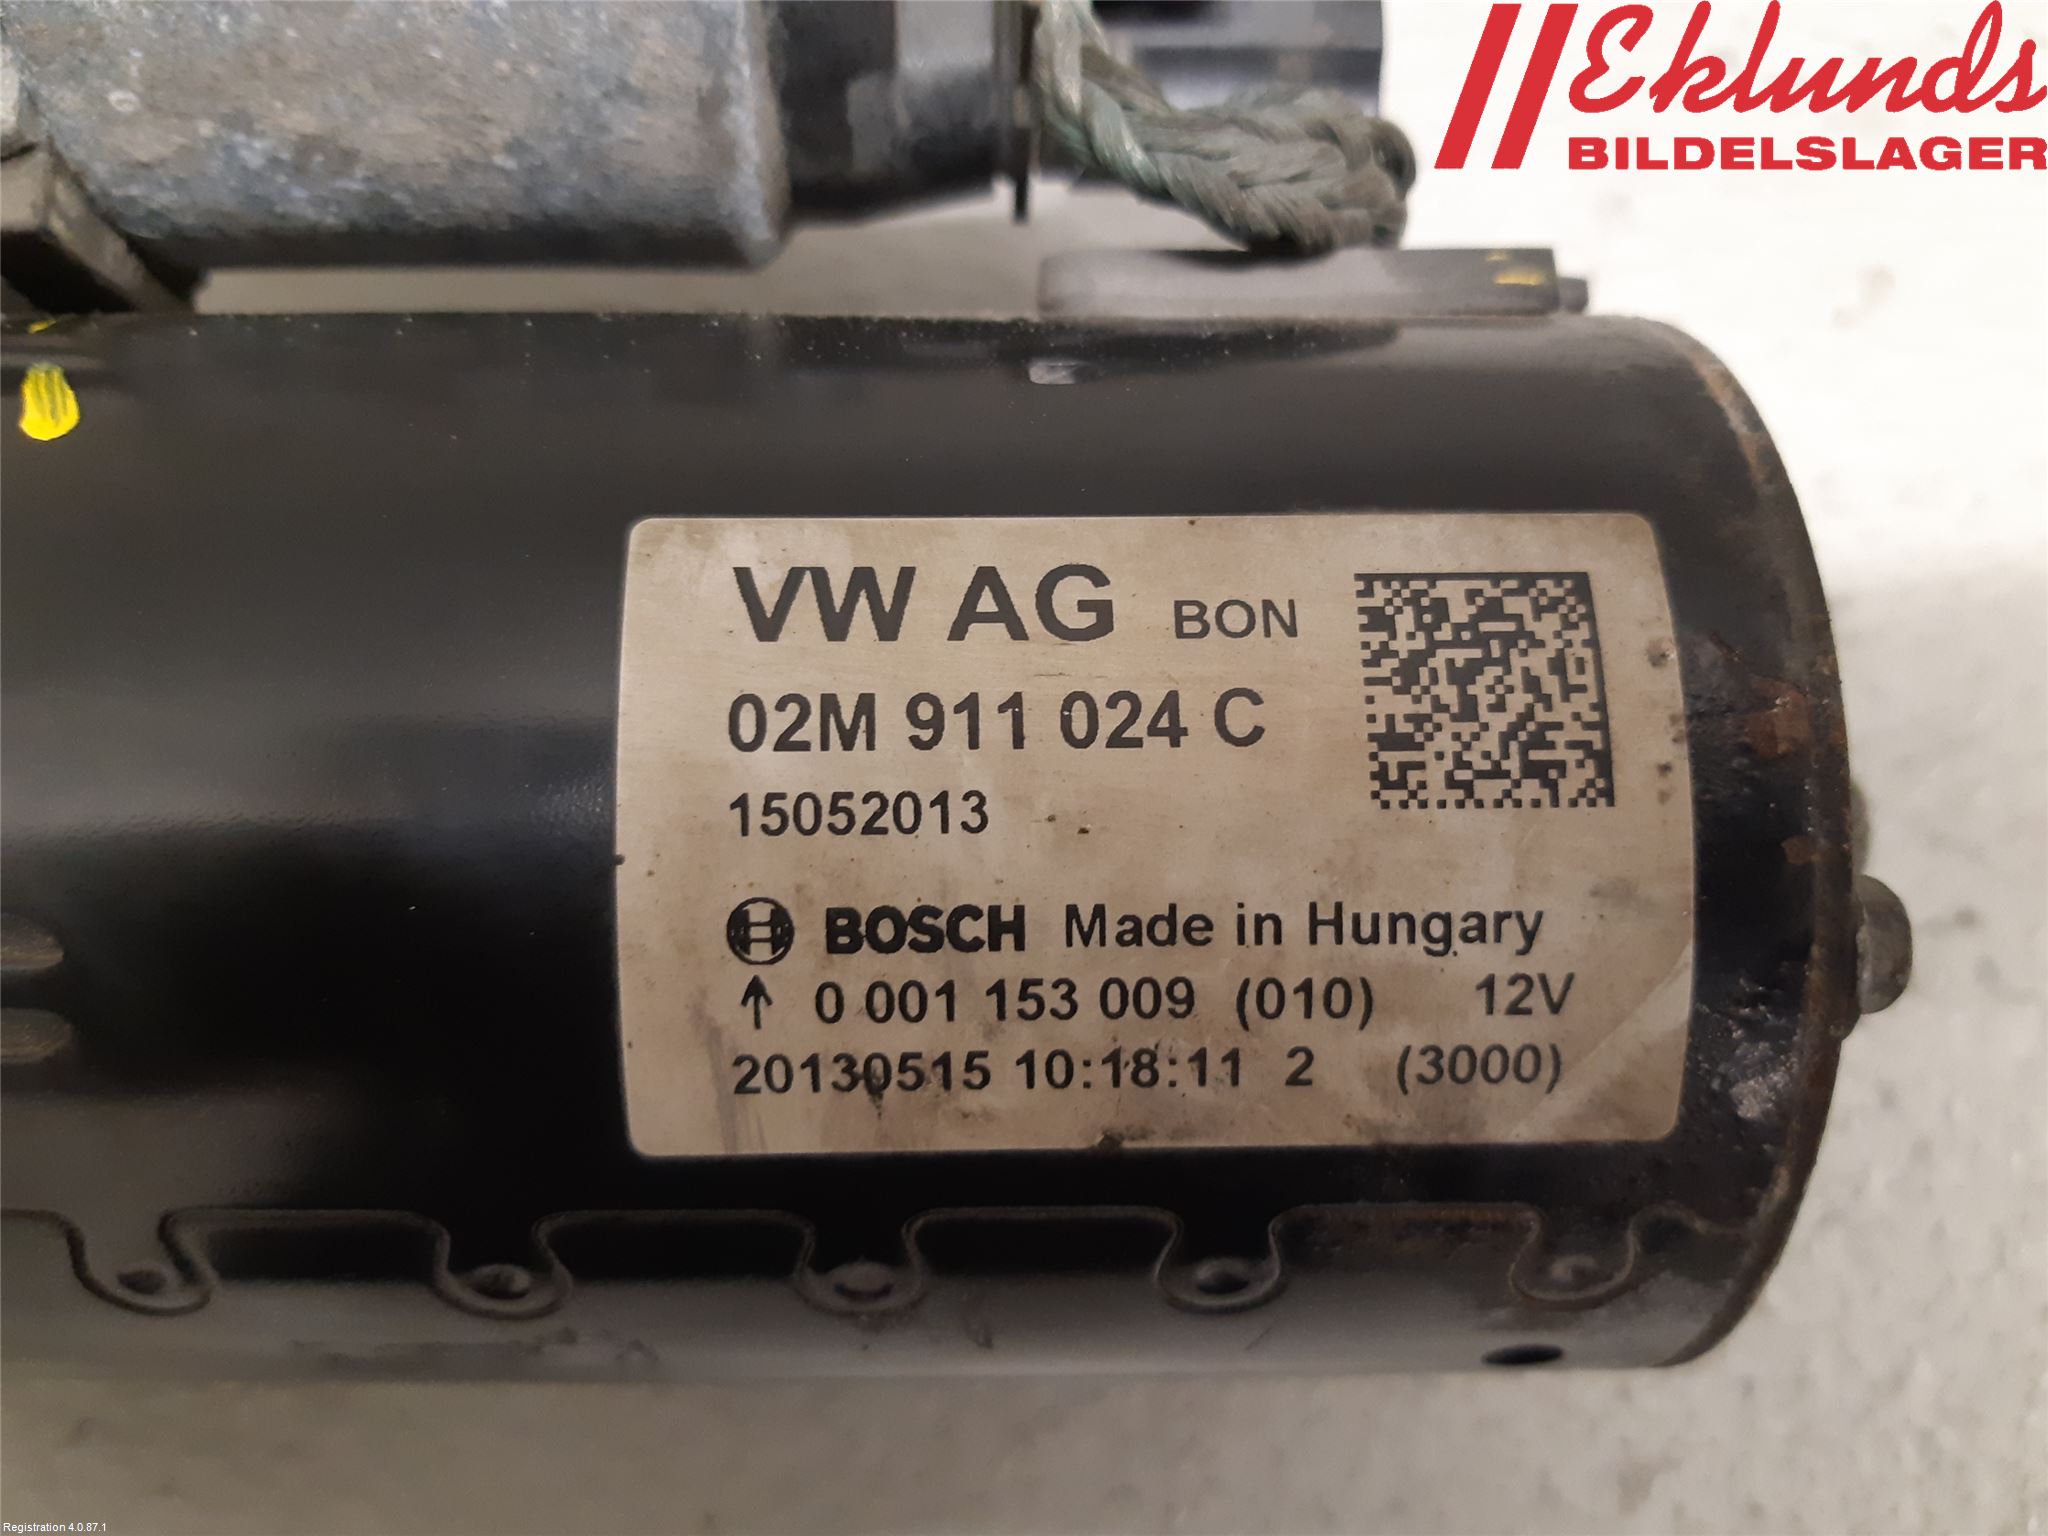 Eklunds
BILDELSLAGER
VW AG BON
02M 911 024 C
15052013
BOSCH Made in Hungary
↑ 0 001 153 009 (010) 12V
20130515 10:18:11 2 (3000)
Registration 4.0.87.1